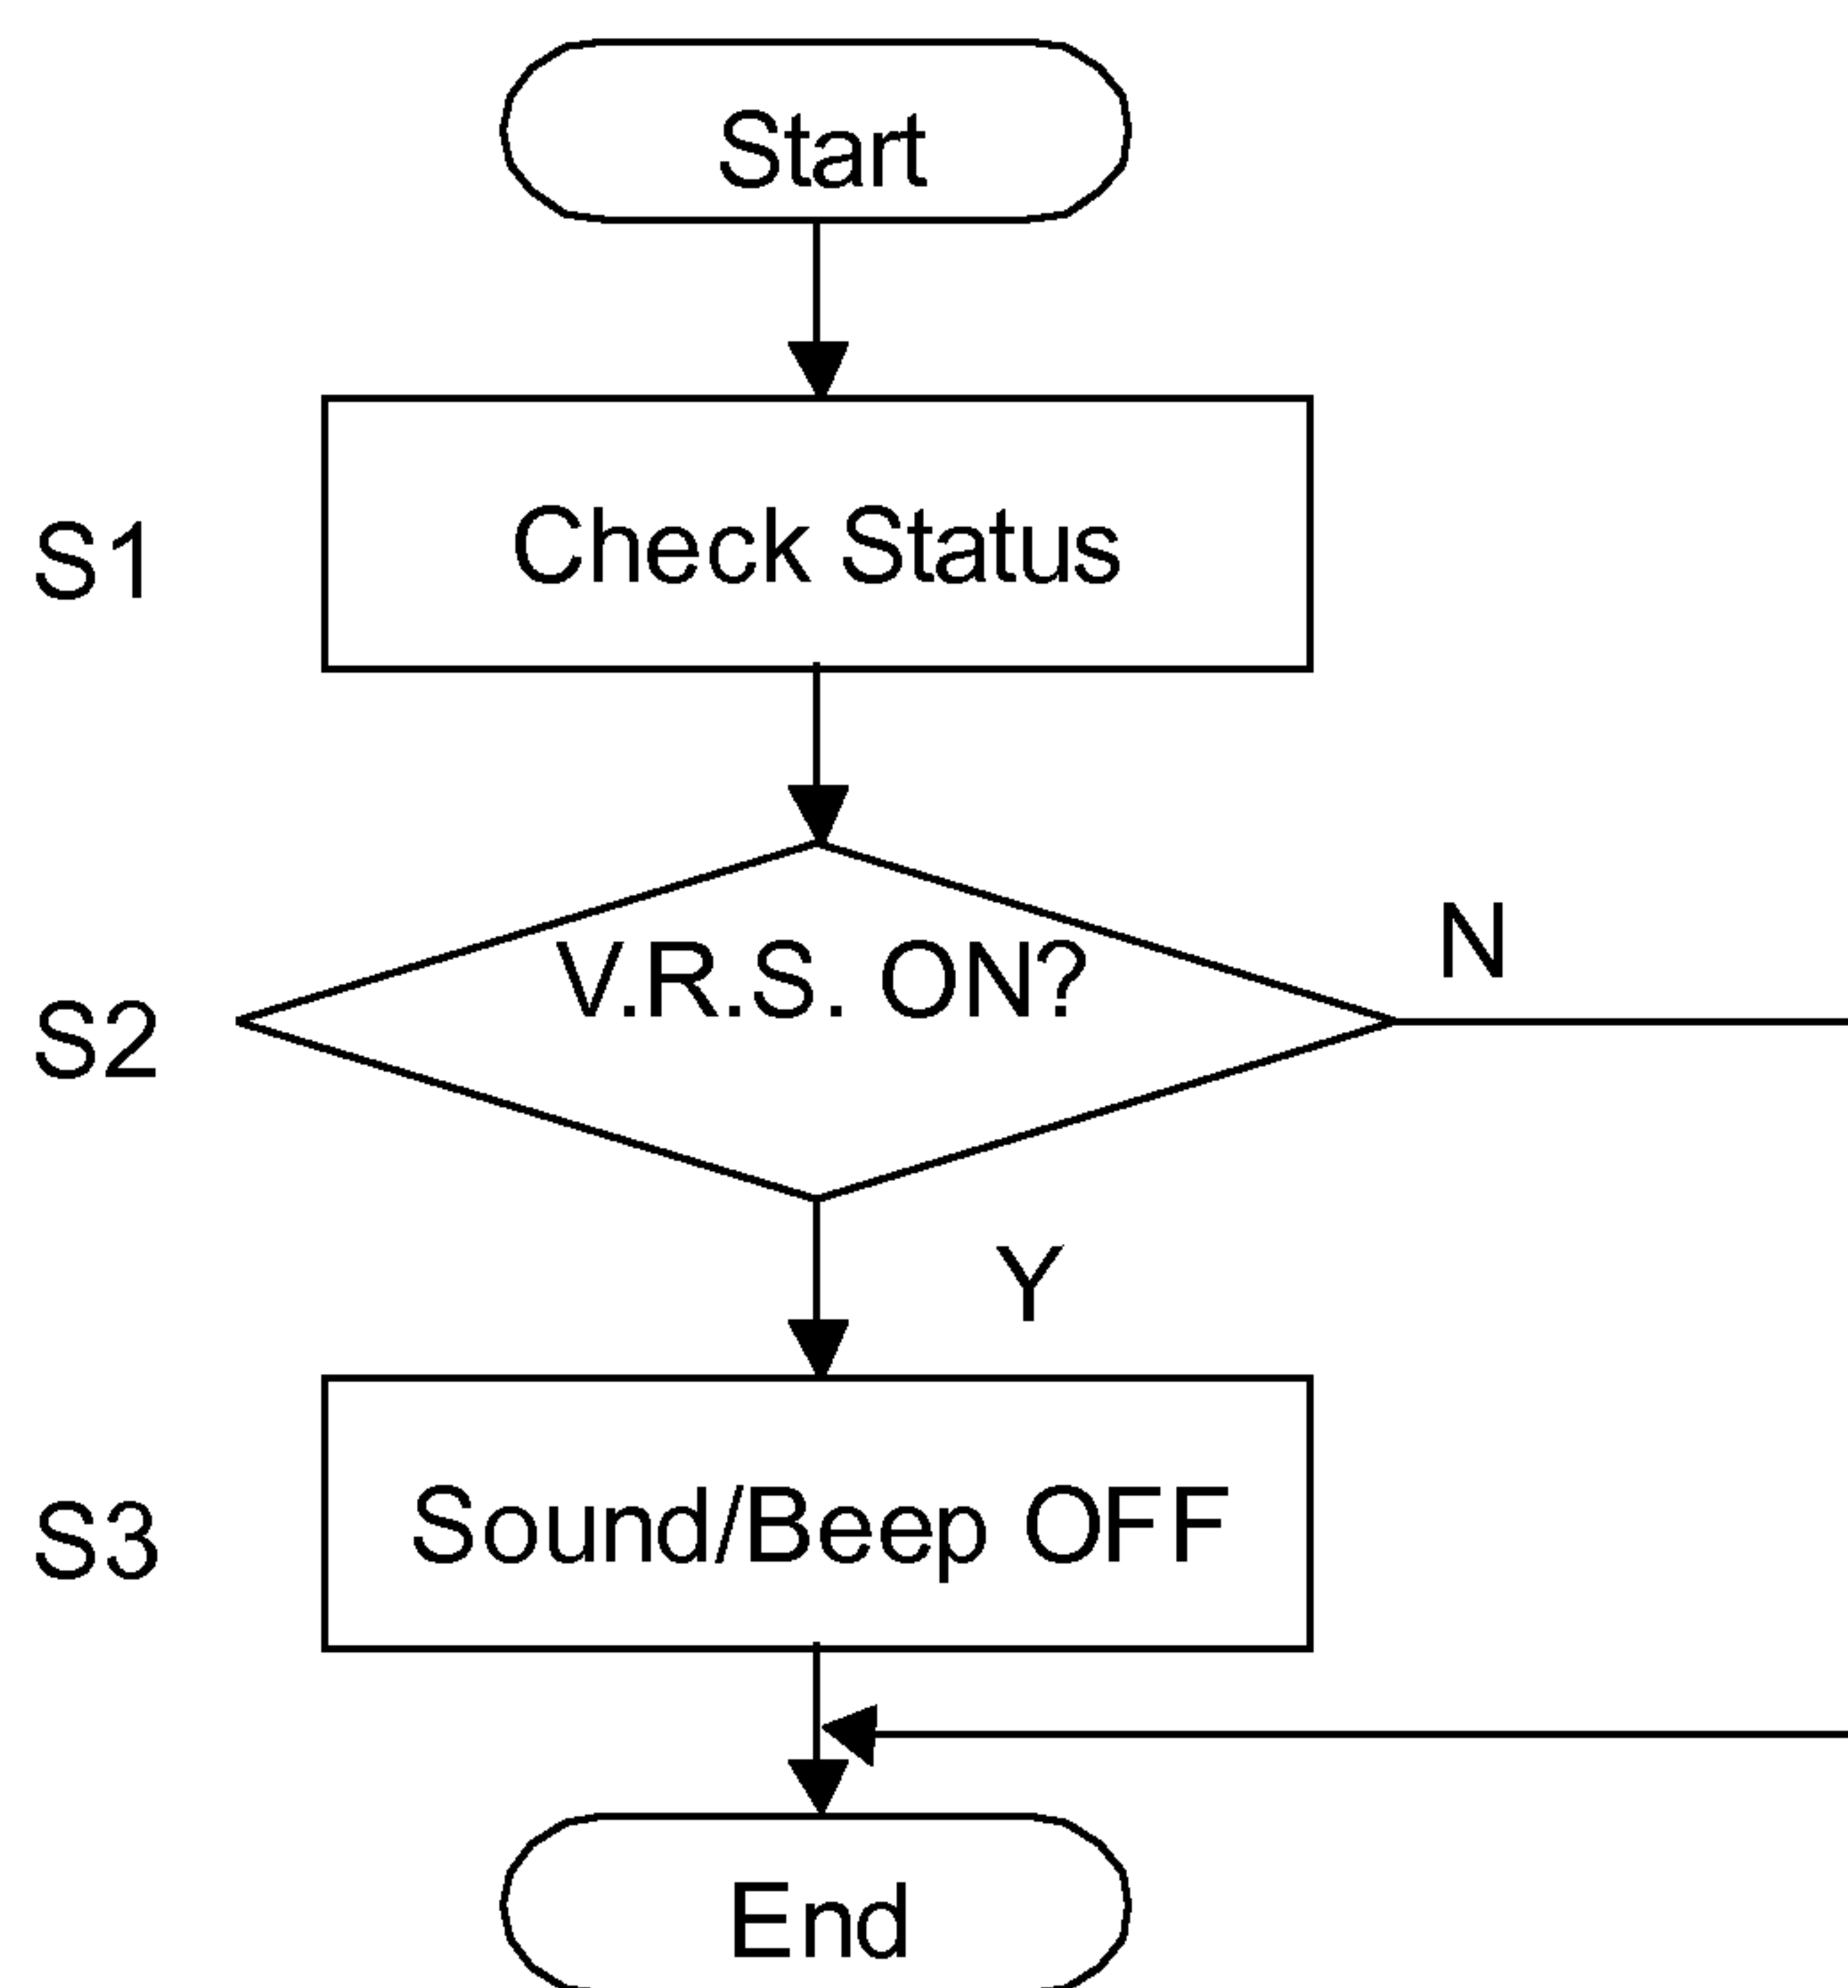 Start
S1
Check Status
S2
V.R.S. ON?
N
Y
S3
Sound/Beep OFF
End